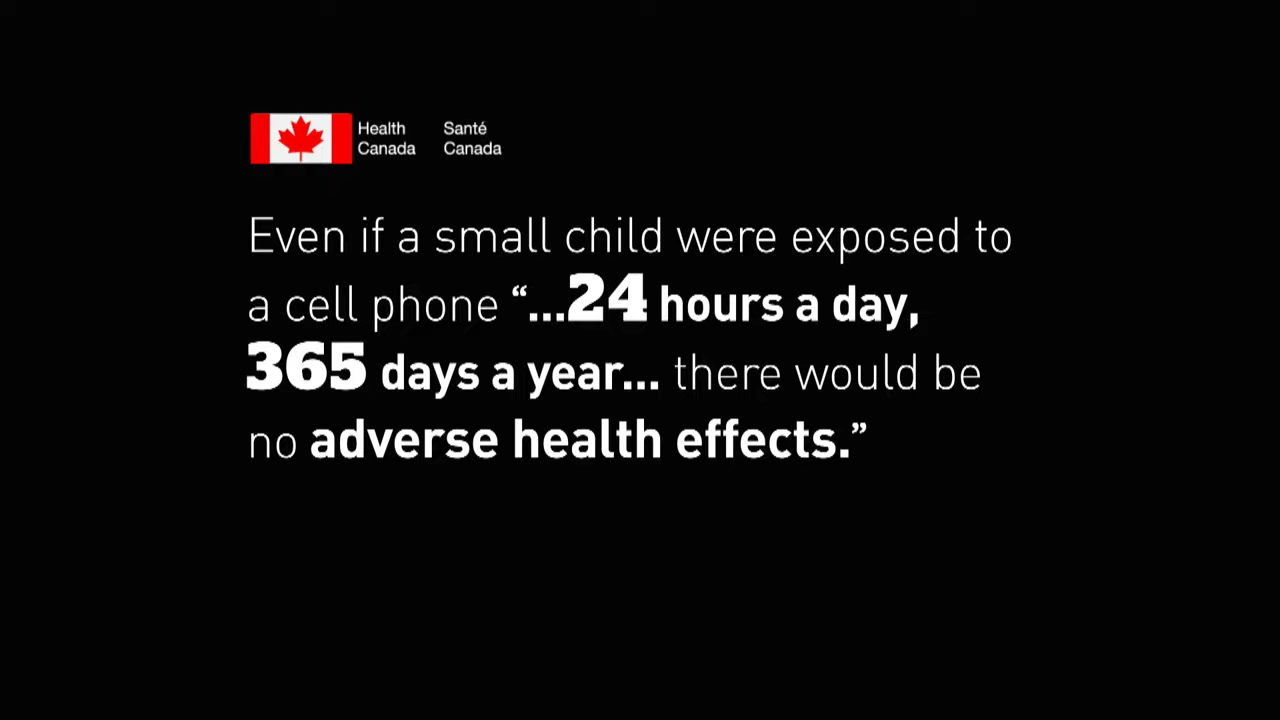 Health Canada Santé Canada
Even if a small child were exposed to
a cell phone “...24 hours a day,
365 days a year... there would be
no adverse health effects.”